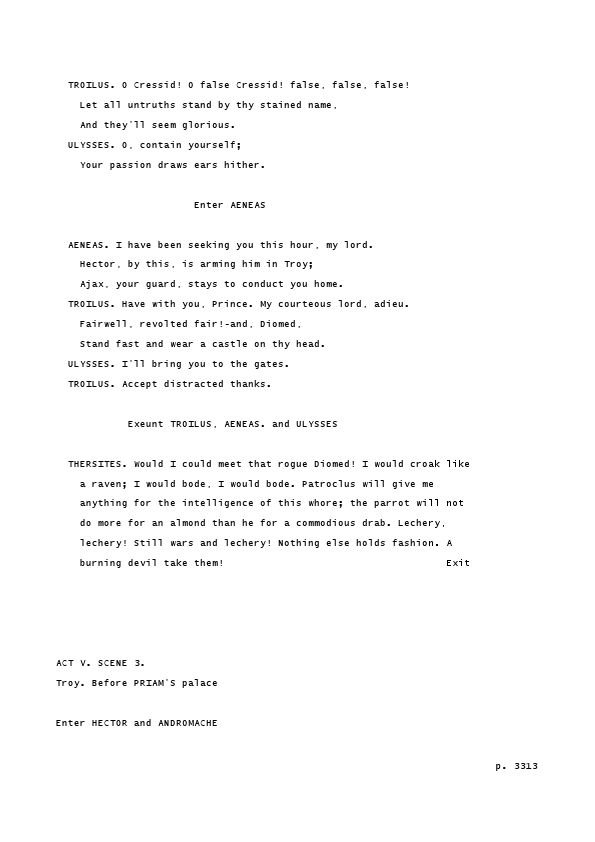 TROILUS. O Cressid! O false Cressid! false, false, false!
Let all untruths stand by thy stained name,
And they'll seem glorious.
ULYSSES. O, contain yourself;
Your passion draws ears hither.
Enter AENEAS
AENEAS. I have been seeking you this hour, my lord.
Hector, by this, is arming him in Troy;
Ajax, your guard, stays to conduct you home.
TROILUS. Have with you, Prince. My courteous lord, adieu.
Fairwell, revolted fair!-and, Diomed,
Stand fast and wear a castle on thy head.
ULYSSES. I'll bring you to the gates.
TROILUS. Accept distracted thanks.
Exeunt TROILUS, AENEAS. and ULYSSES
THERSITES. Would I could meet that rogue Diomed! I would croak like
a raven; I would bode, I would bode. Patroclus will give me
anything for the intelligence of this whore; the parrot will not
do more for an almond than he for a commodious drab. Lechery,
lechery! Still wars and lechery! Nothing else holds fashion. A
burning devil take them! Exit
ACT V. SCENE 3.
Troy. Before PRIAM'S palace
Enter HECTOR and ANDROMACHE
p. 3313